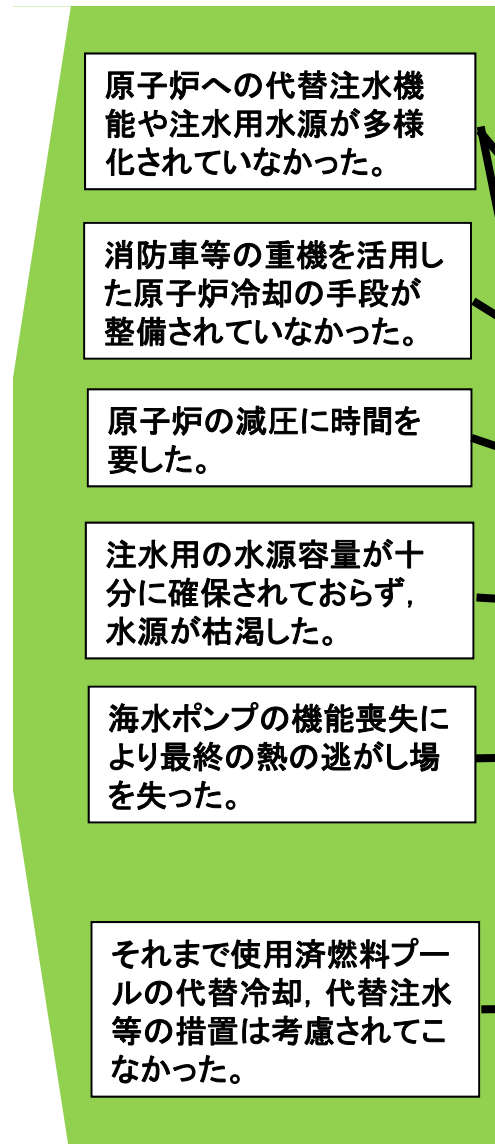 原子炉への代替注水機
能や注水用水源が多様
化されていなかった。
消防車等の重機を活用し
た原子炉冷却の手段が
整備されていなかった。
原子炉の減圧に時間を
要した。
注水用の水源容量が十
分に確保されておらず，
水源が枯渇した。
海水ポンプの機能喪失に
より最終の熱の逃がし場
を失った。
それまで使用済燃料プー
ルの代替冷却，代替注水
等の措置は考慮されてこ
なかった。